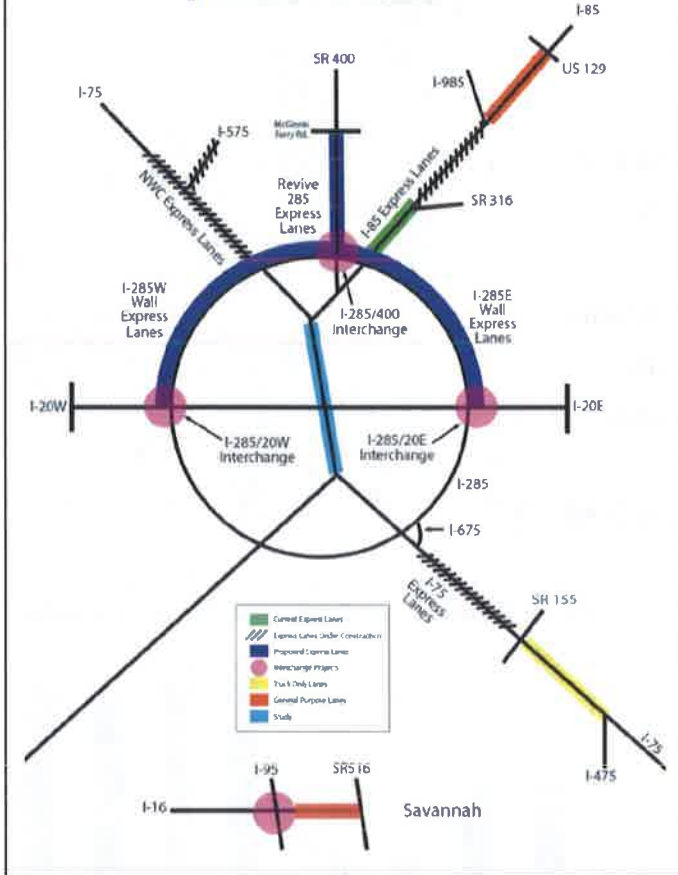 I-85
US 129
SR 400
I-985
I-75
I-575
McGinnis
Ferry Rd.
I-85 Express Lanes
Revive
285
Express
Lanes
SR 316
NWC Express Lanes
I-285W
Wall
Express
Lanes
I-285E
Wall
Express
Lanes
I-285/400
Interchange
I-20W
I-20E
I-285/20W
Interchange
I-285/20E
Interchange
I-285
I-675
I-75
Express
Lanes
SR 155
Current Express Lanes
Express Lanes Under Construction
Proposed Express Lanes
Interchange Projects
Truck Only Lanes
General Purpose Lanes
Study
I-75
I-475
I-95
SR516
I-16
Savannah